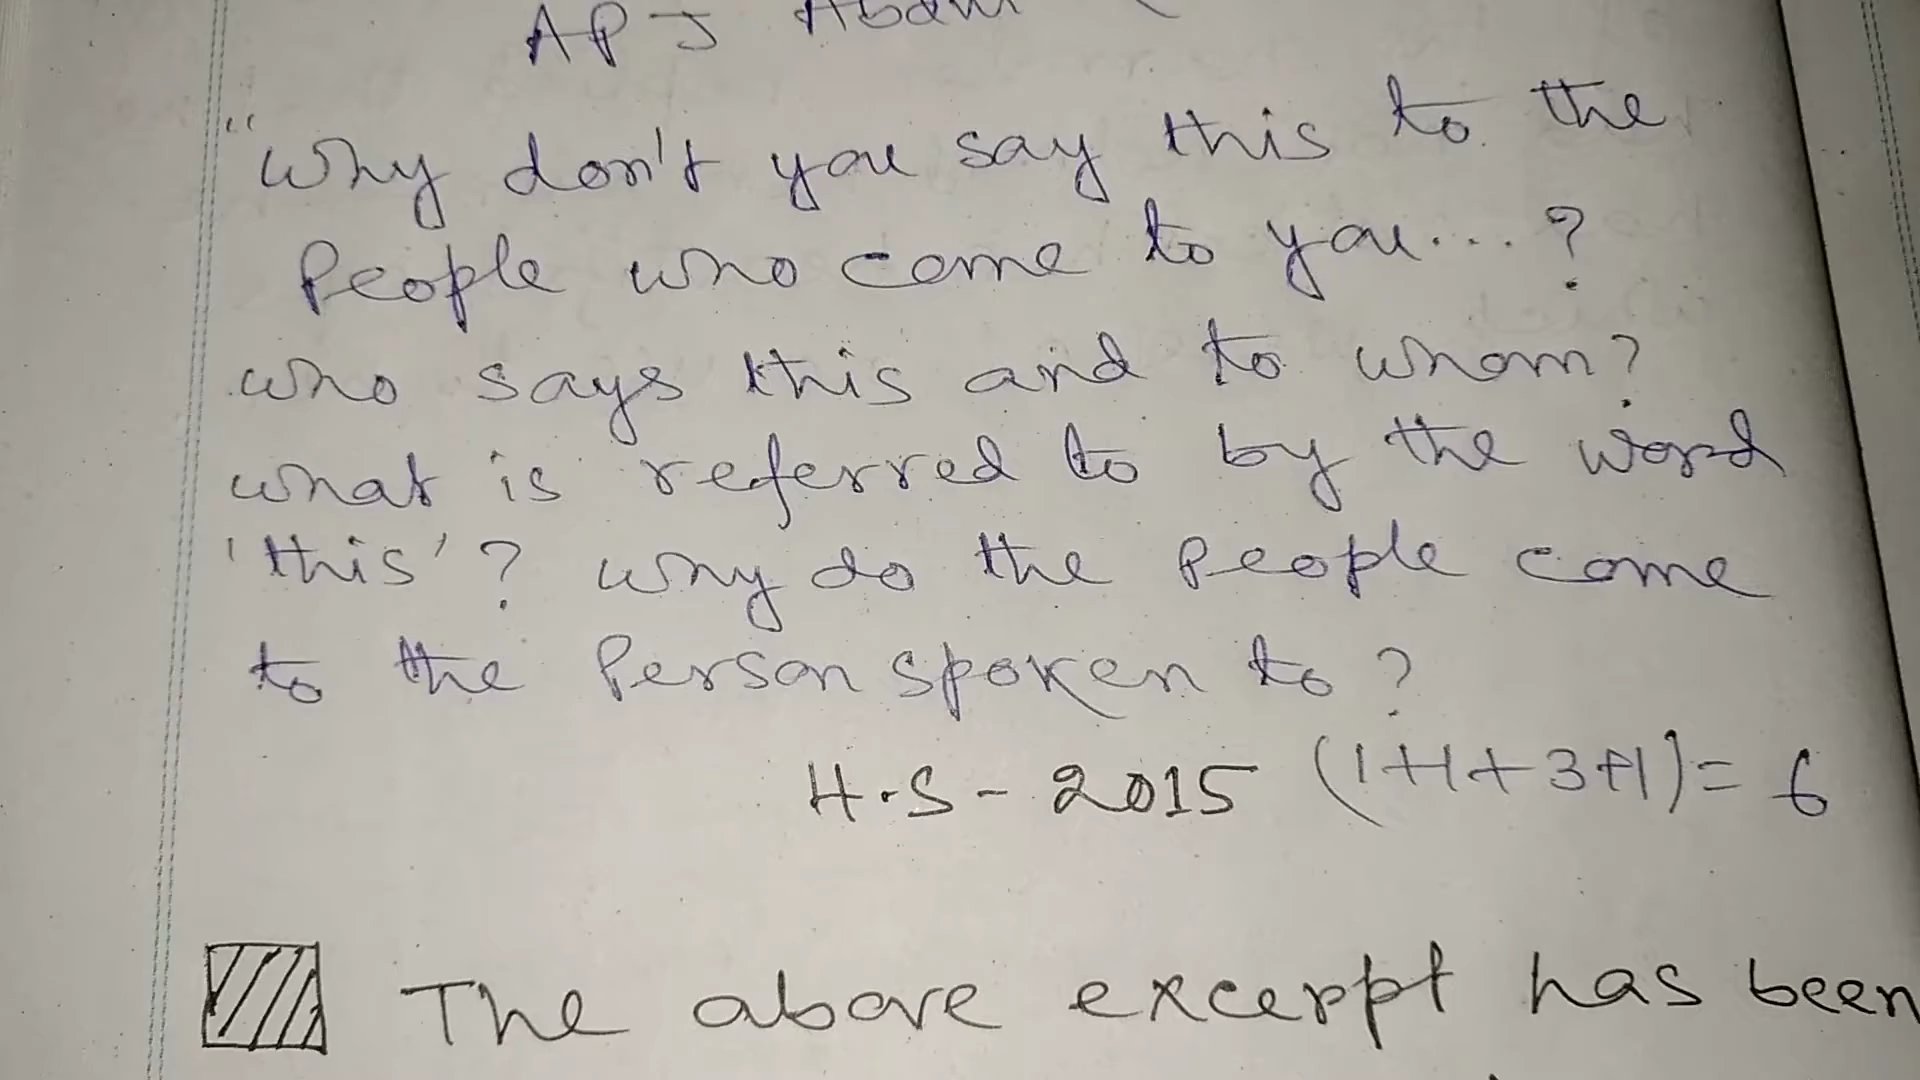 APJ Abdul
"Why don't you say this to the
People who come to you....?
who says this and to whom?
what is referred to by the word
'this'? why do the People come
to the Person spoken to?
H.S - 2015 (1+1+3+1)= 6
The above excerpt has been